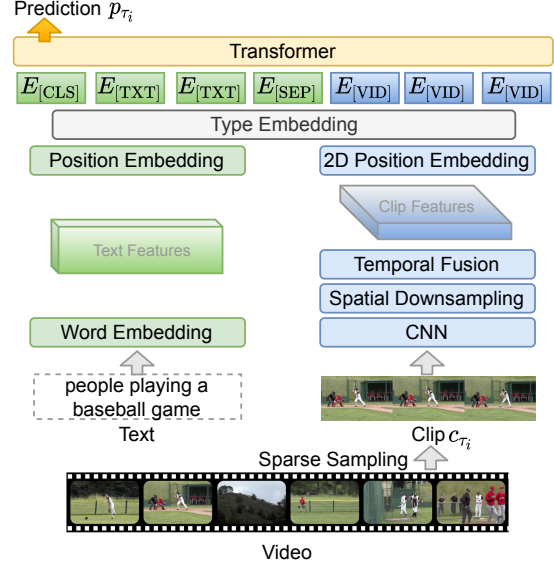 Prediction $p_{\tau_i}$
Transformer
$E_{[CLS]}$ $E_{[TXT]}$ $E_{[TXT]}$ $E_{[SEP]}$ $E_{[VID]}$ $E_{[VID]}$ $E_{[VID]}$
Type Embedding
Position Embedding
2D Position Embedding
Text Features
Clip Features
Temporal Fusion
Spatial Downsampling
Word Embedding
CNN
people playing a
baseball game
Text
Clip $c_{\tau_i}$
Sparse Sampling
Video